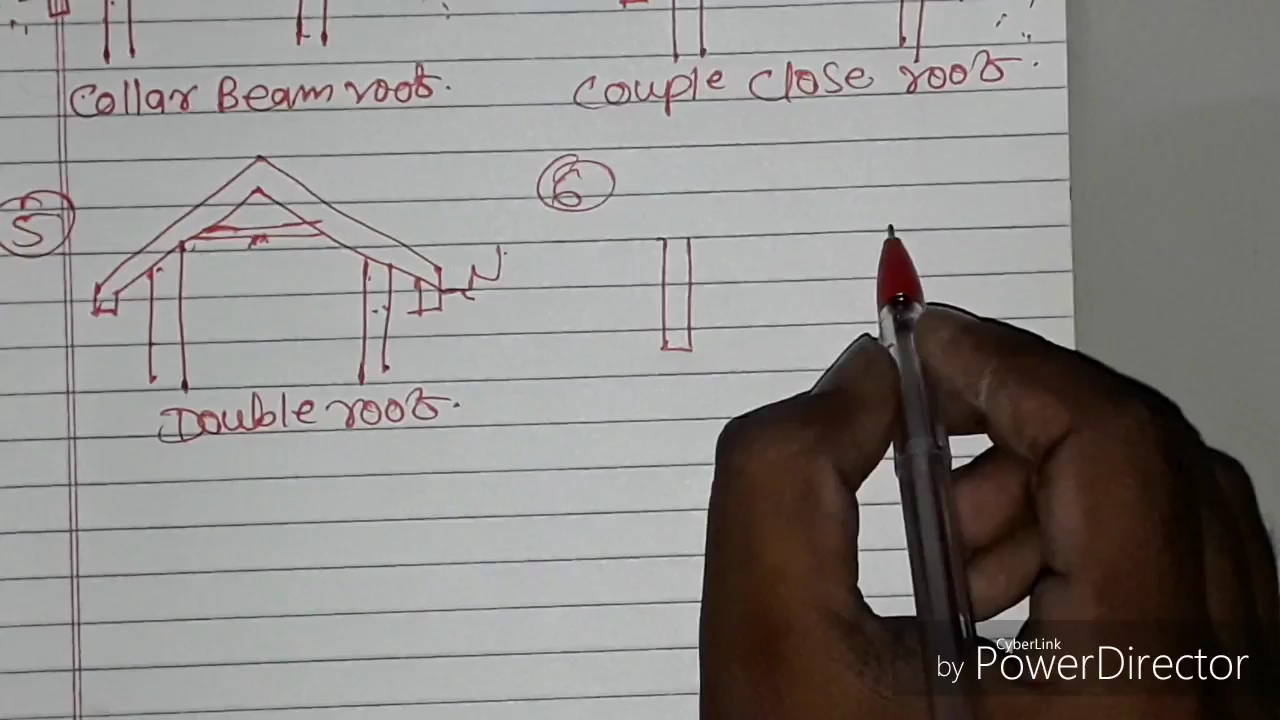 Collar Beam roof.
Couple Close roof.
5
6
Double roof.
CyberLink
by PowerDirector